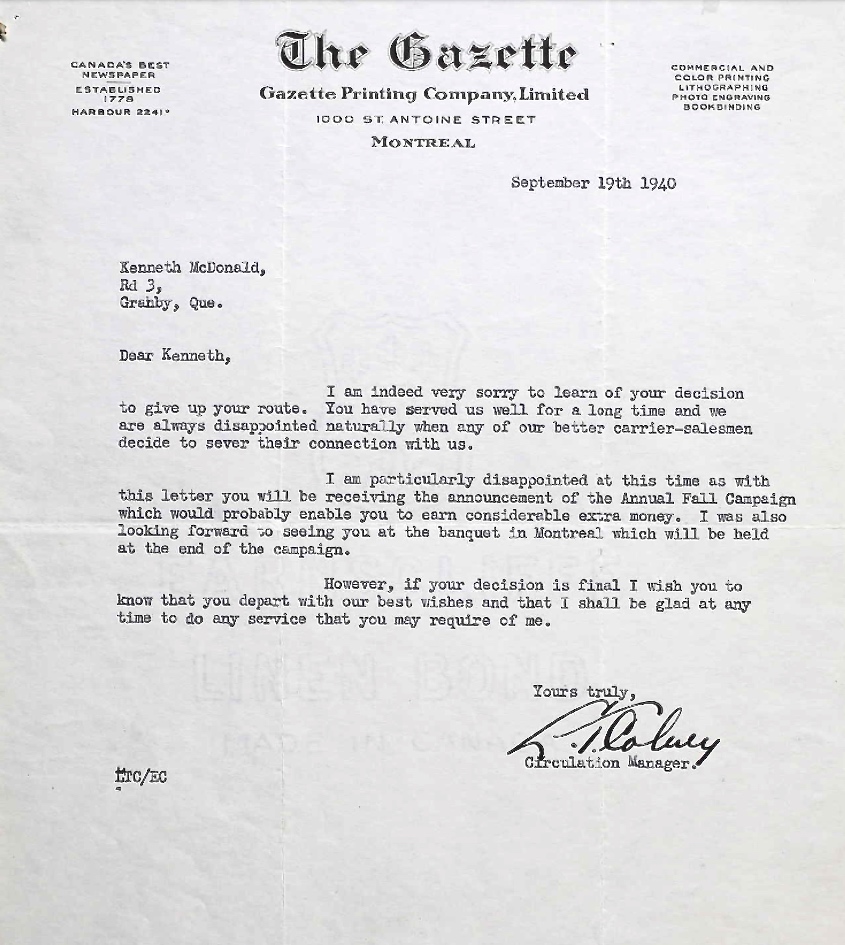 The Gazette
CANADA'S BEST
NEWSPAPER
ESTABLISHED
1778
HARBOUR 2241*
Gazette Printing Company, Limited
1000 ST. ANTOINE STREET
MONTREAL
COMMERCIAL AND
COLOR PRINTING
LITHOGRAPHING
PHOTO ENGRAVING
BOOKBINDING
September 19th 1940
Kenneth McDonald,
Rd 3,
Granby, Que.
Dear Kenneth,
I am indeed very sorry to learn of your decision
to give up your route. You have served us well for a long time and we
are always disappointed naturally when any of our better carrier-salesmen
decide to sever their connection with us.
I am particularly disappointed at this time as with
this letter you will be receiving the announcement of the Annual Fall Campaign
which would probably enable you to earn considerable extra money. I was also
looking forward to seeing you at the banquet in Montreal which will be held
at the end of the campaign.
However, if your decision is final I wish you to
know that you depart with our best wishes and that I shall be glad at any
time to do any service that you may require of me.
LINEN BOND
Yours truly,
Circulation Manager.
LTC/EC